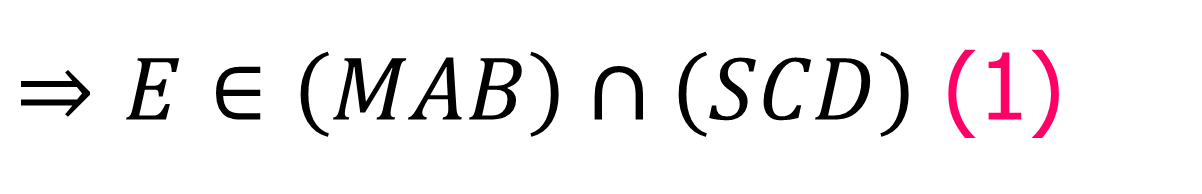 ⇒ E ∈ (MAB) ∩ (SCD) (1)